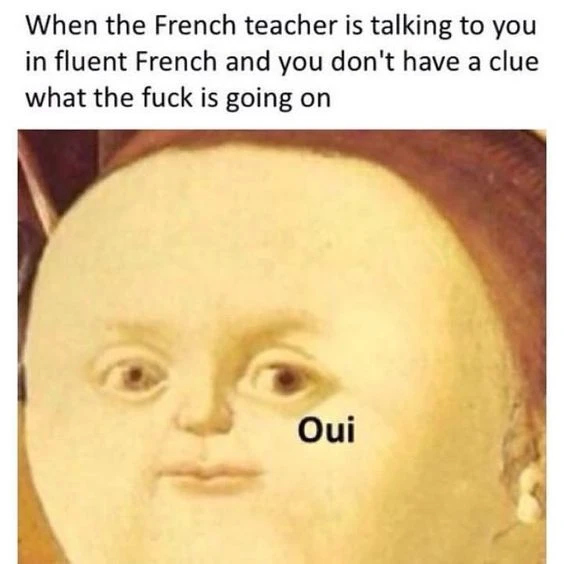 When the French teacher is talking to you
in fluent French and you don't have a clue
what the fuck is going on
Oui